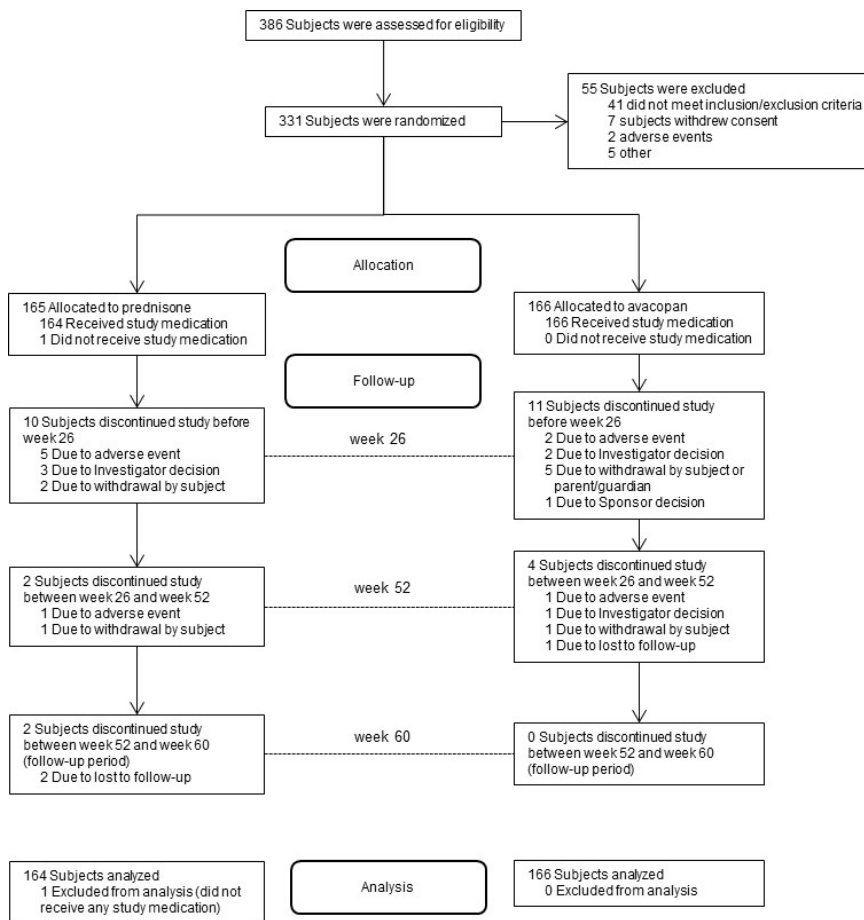 386 Subjects were assessed for eligibility
55 Subjects were excluded
41 did not meet inclusion/exclusion criteria
7 subjects withdrew consent
2 adverse events
5 other
331 Subjects were randomized
Allocation
165 Allocated to prednisone
164 Received study medication
1 Did not receive study medication
166 Allocated to avacopan
166 Received study medication
0 Did not receive study medication
Follow-up
10 Subjects discontinued study before
week 26
5 Due to adverse event
3 Due to Investigator decision
2 Due to withdrawal by subject
week 26
11 Subjects discontinued study
before week 26
2 Due to adverse event
2 Due to Investigator decision
5 Due to withdrawal by subject or
parent/guardian
1 Due to Sponsor decision
2 Subjects discontinued study
between week 26 and week 52
1 Due to adverse event
1 Due to withdrawal by subject
week 52
4 Subjects discontinued study
between week 26 and week 52
1 Due to adverse event
1 Due to Investigator decision
1 Due to withdrawal by subject
1 Due to lost to follow-up
2 Subjects discontinued study
between week 52 and week 60
(follow-up period)
2 Due to lost to follow-up
week 60
0 Subjects discontinued study
between week 52 and week 60
(follow-up period)
164 Subjects analyzed
1 Excluded from analysis (did not
receive any study medication)
Analysis
166 Subjects analyzed
0 Excluded from analysis